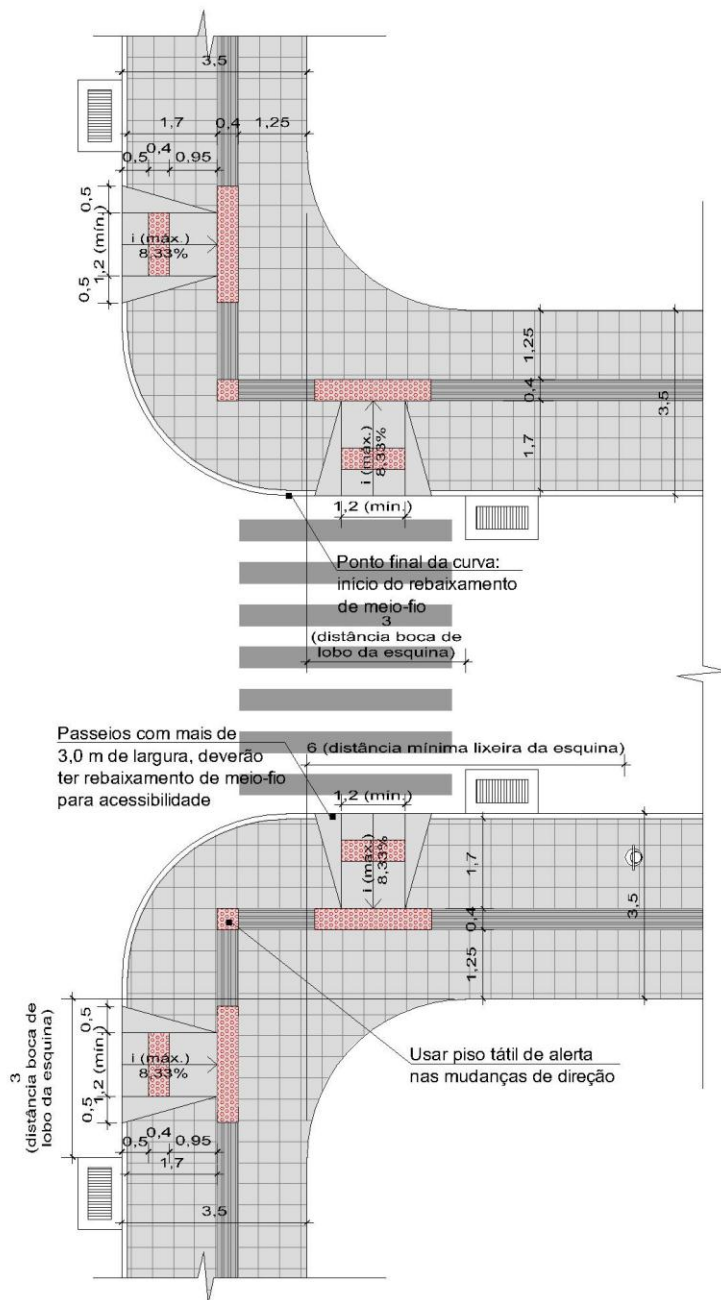 3,5
1,7
0,4
1,25
0,4
0,5
0,95
0,5
1,2 (mín.)
0,5
i (máx.)
8,33%
1,25
0,4
1,7
3,5
i (máx.)
8,33%
1,2 (mín.)
Ponto final da curva:
início do rebaixamento
de meio-fio
3
(distância boca de
lobo da esquina)
Passeios com mais de
3,0 m de largura, deverão
ter rebaixamento de meio-fio
para acessibilidade
6 (distância mínima lixeira da esquina)
1,2 (mín.)
i (máx.)
8,33%
1,7
0,4
1,25
3,5
3
(distância boca de
lobo da esquina)
0,5
1,2 (mín.)
0,5
i (máx.)
8,33%
Usar piso tátil de alerta
nas mudanças de direção
0,4
0,5
0,95
1,7
3,5